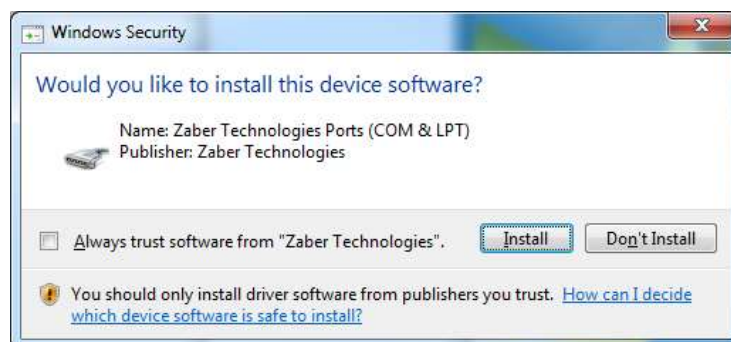 Windows Security
Would you like to install this device software?
Name: Zaber Technologies Ports (COM & LPT)
Publisher: Zaber Technologies
Always trust software from "Zaber Technologies".
Install
Don't Install
You should only install driver software from publishers you trust. How can I decide
which device software is safe to install?